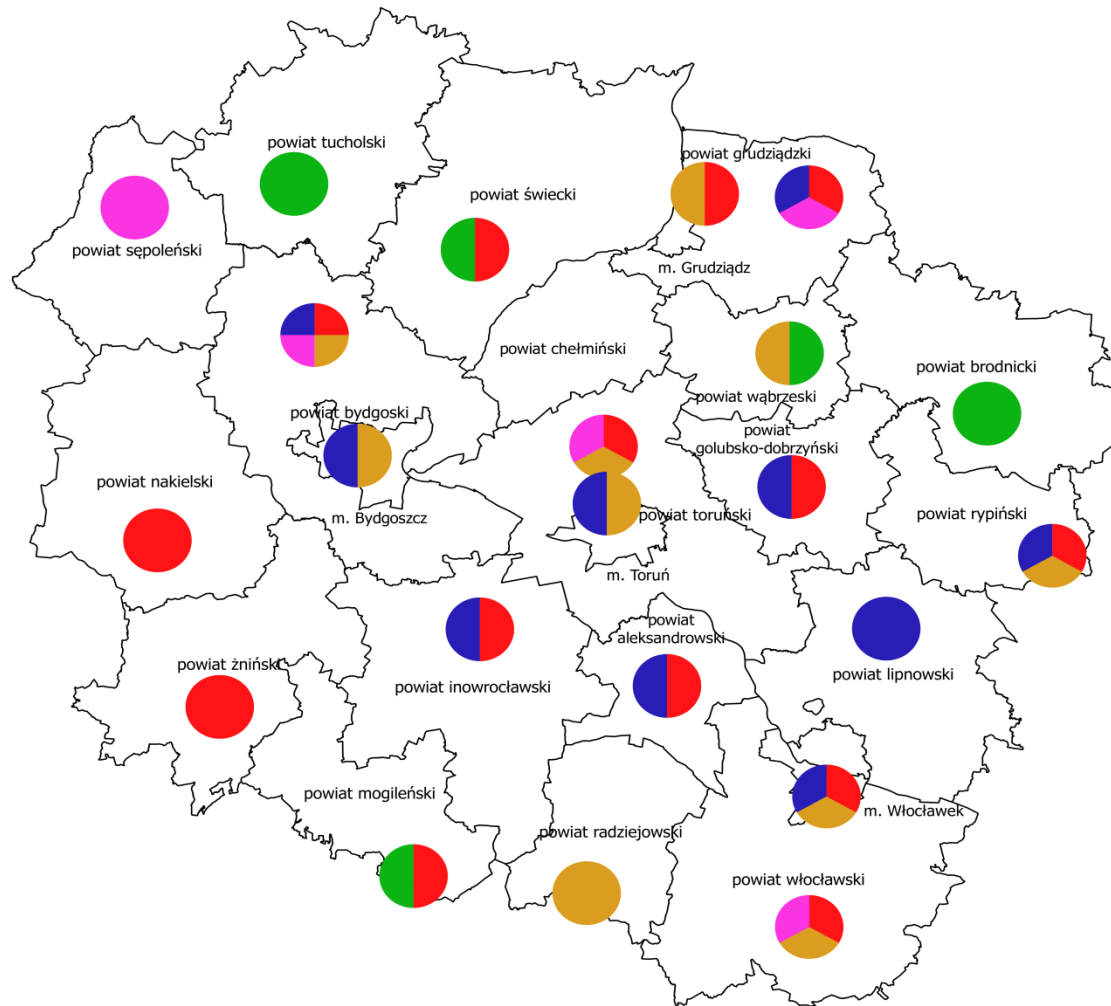 powiat tucholski
powiat grudziądzki
powiat świecki
powiat sępoleński
m. Grudziądz
powiat chełmiński
powiat brodnicki
powiat wąbrzeski
powiat bydgoski
powiat
golubsko-dobrzyński
powiat nakielski
m. Bydgoszcz
powiat toruński
powiat rypiński
m. Toruń
powiat
aleksandrowski
powiat żniński
powiat inowrocławski
powiat lipnowski
powiat mogileński
m. Włocławek
powiat radziejowski
powiat włocławski